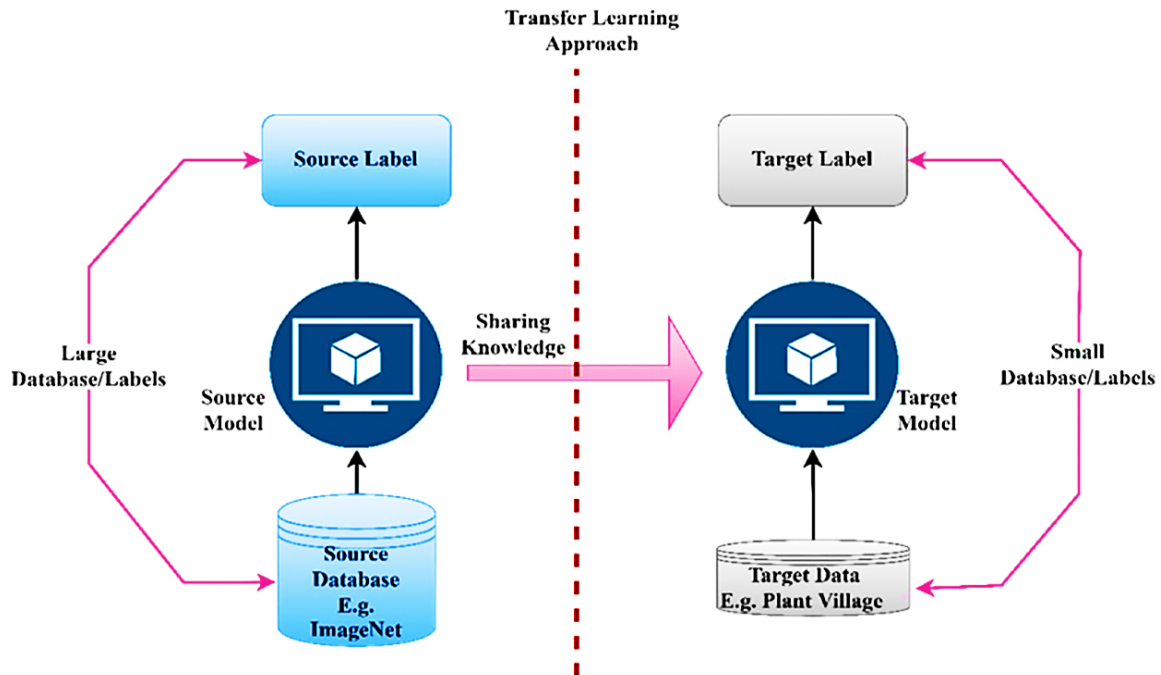 Transfer Learning
Approach
Source Label
Target Label
Sharing
Knowledge
Large
Database/Labels
Source
Model
Small
Database/Labels
Target
Model
Source
Database
E.g.
ImageNet
Target Data
E.g. Plant Village